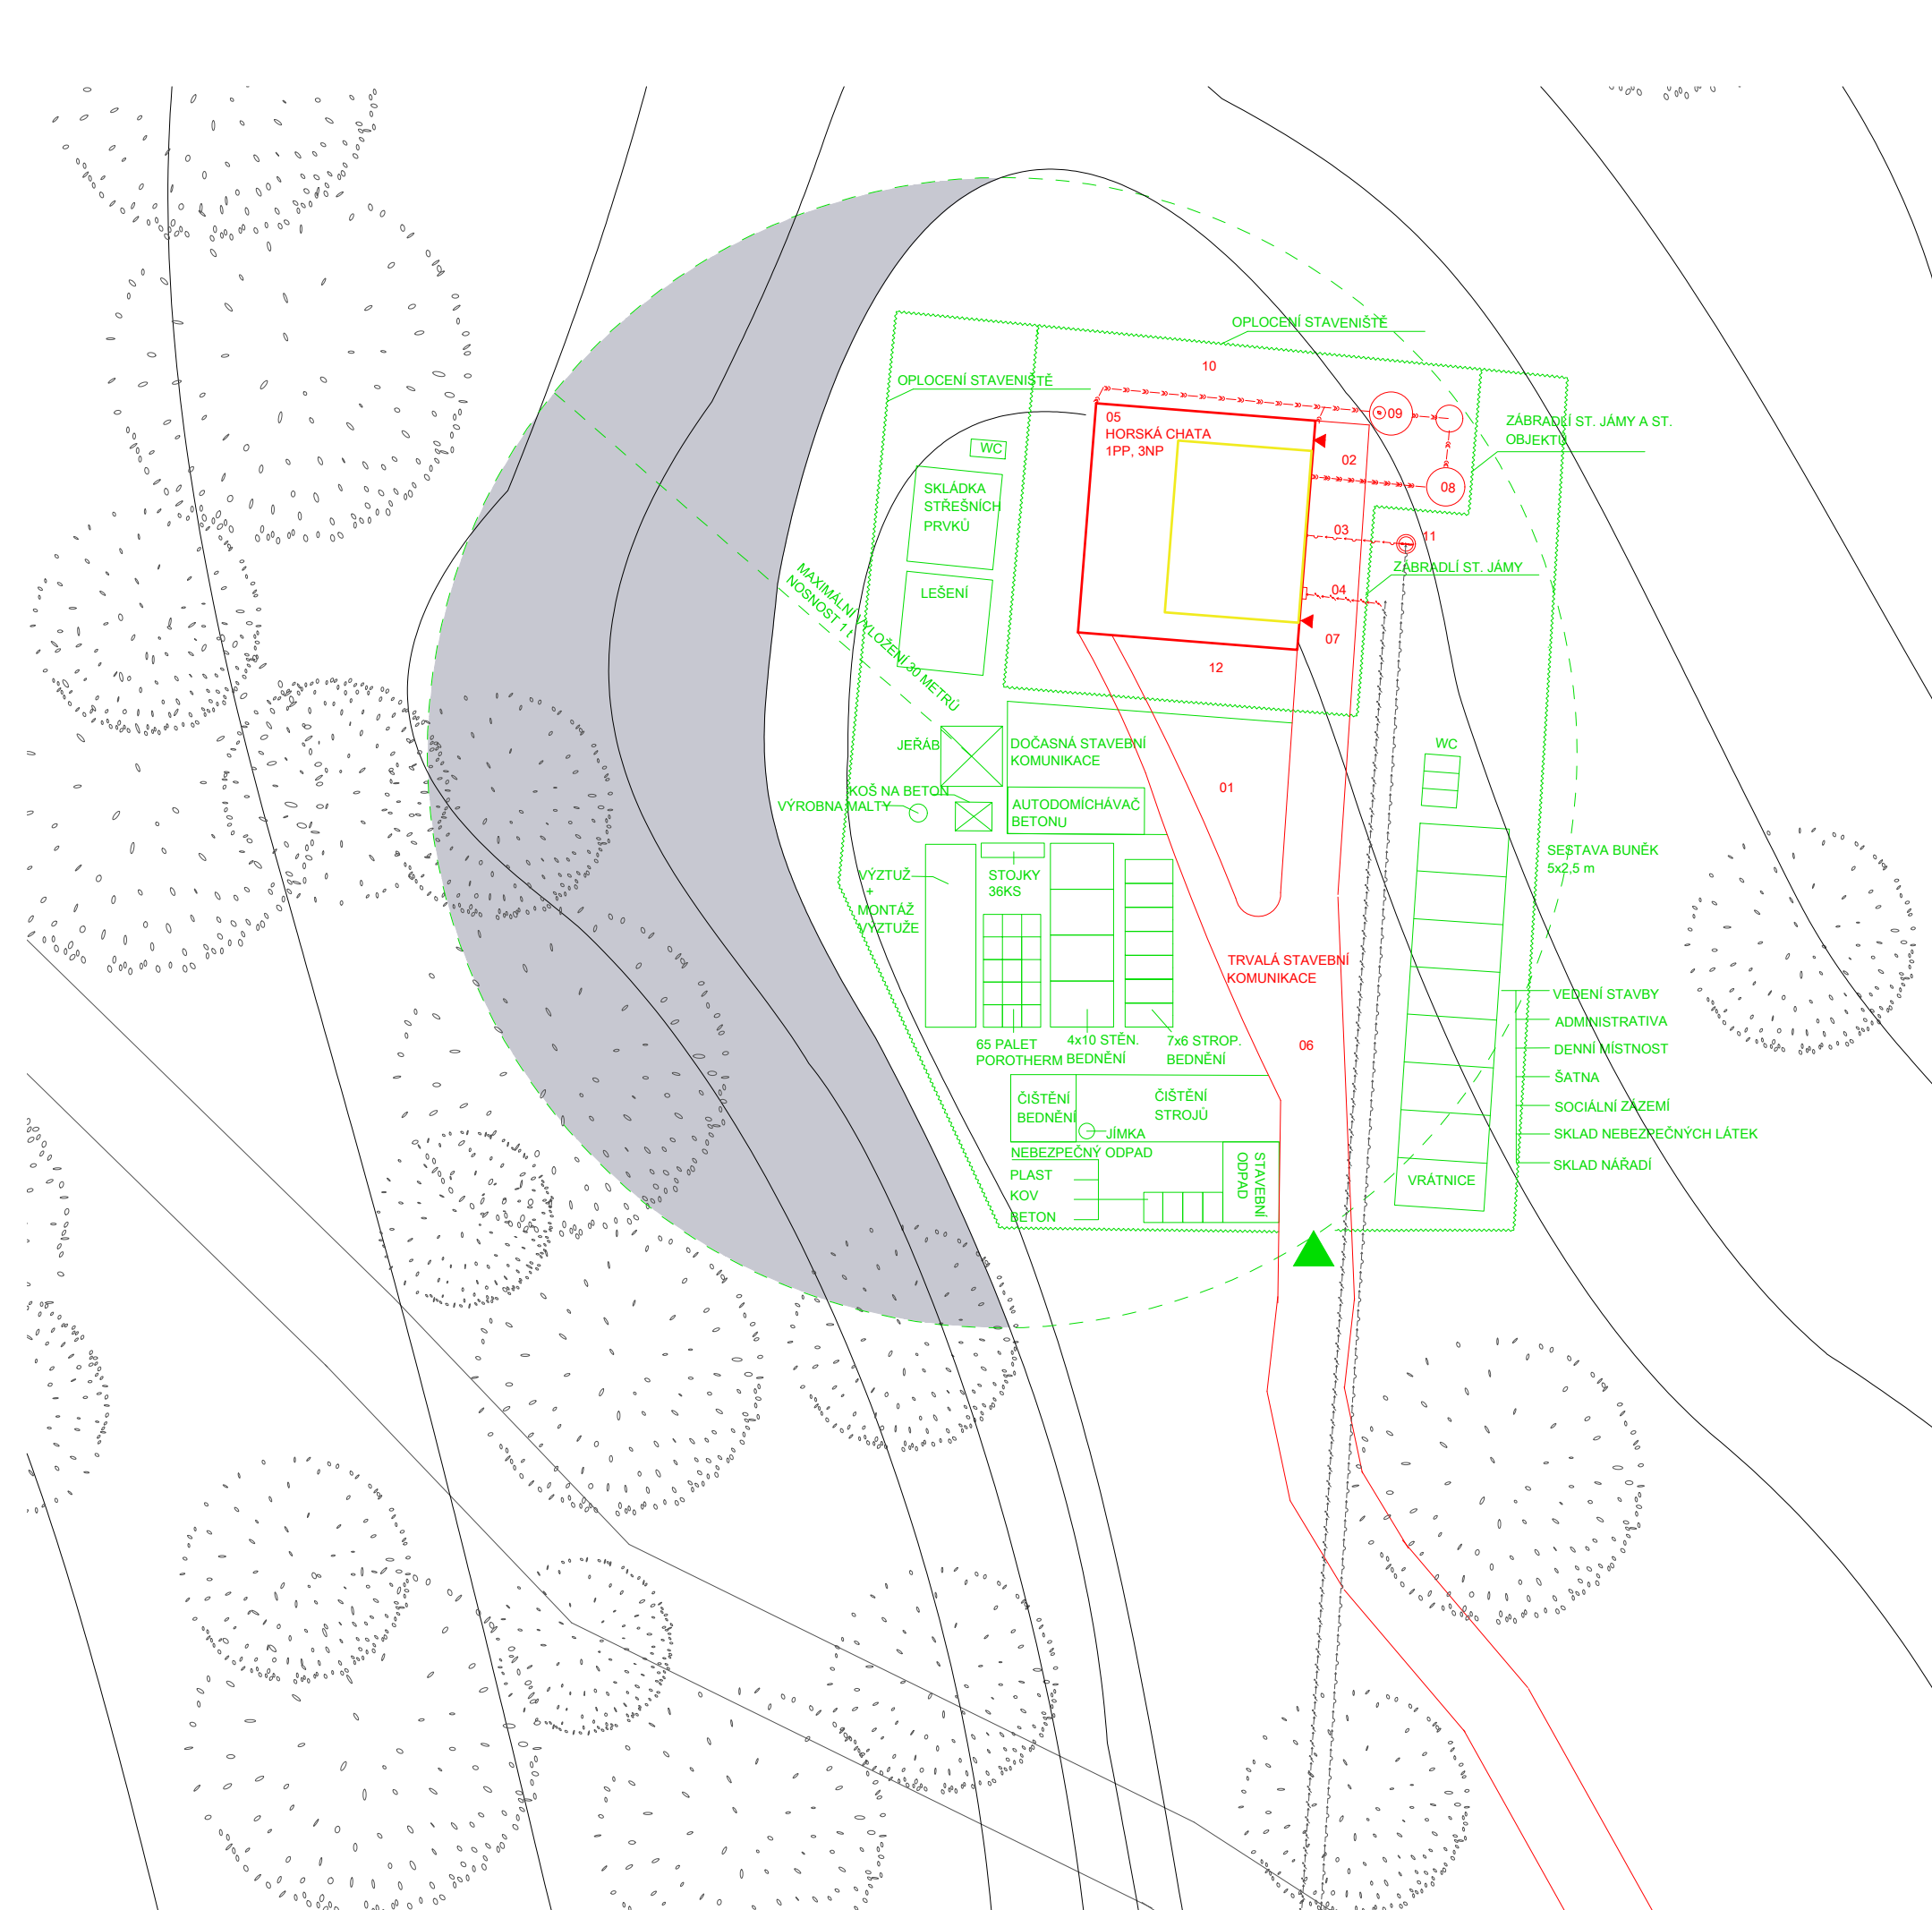 OPLOCENÍ STAVENIŠTĚ
10
OPLOCENÍ STAVENIŠTĚ
05
HORSKÁ CHATA
1PP, 3NP
09
ZÁBRADLÍ ST. JÁMY A ST.
OBJEKTŮ
WC
02
08
SKLÁDKA
STŘEŠNÍCH
PRVKŮ
03
11
ZÁBRADLÍ ST. JÁMY
LEŠENÍ
04
MAXIMÁLNÍ VYLOŽENÍ 30 METRŮ
NOSNOST 1 t
07
12
JEŘÁB
DOČASNÁ STAVEBNÍ
KOMUNIKACE
WC
KOŠ NA BETON
VÝROBNA MALTY
01
AUTODOMÍCHÁVAČ
BETONU
SESTAVA BUNĚK
5x2,5 m
VÝZTUŽ
+
MONTÁŽ
VÝZTUŽE
STOJKY
36KS
TRVALÁ STAVEBNÍ
KOMUNIKACE
65 PALET
POROTHERM
4x10 STĚN.
BEDNĚNÍ
7x6 STROP.
BEDNĚNÍ
06
VEDENÍ STAVBY
ADMINISTRATIVA
DENNÍ MÍSTNOST
ŠATNA
SOCIÁLNÍ ZÁZEMÍ
SKLAD NEBEZPEČNÝCH LÁTEK
SKLAD NÁŘADÍ
ČIŠTĚNÍ
BEDNĚNÍ
ČIŠTĚNÍ
STROJŮ
JÍMKA
NEBEZPEČNÝ ODPAD
PLAST
KOV
BETON
STAVEBNÍ
ODPAD
VRÁTNICE